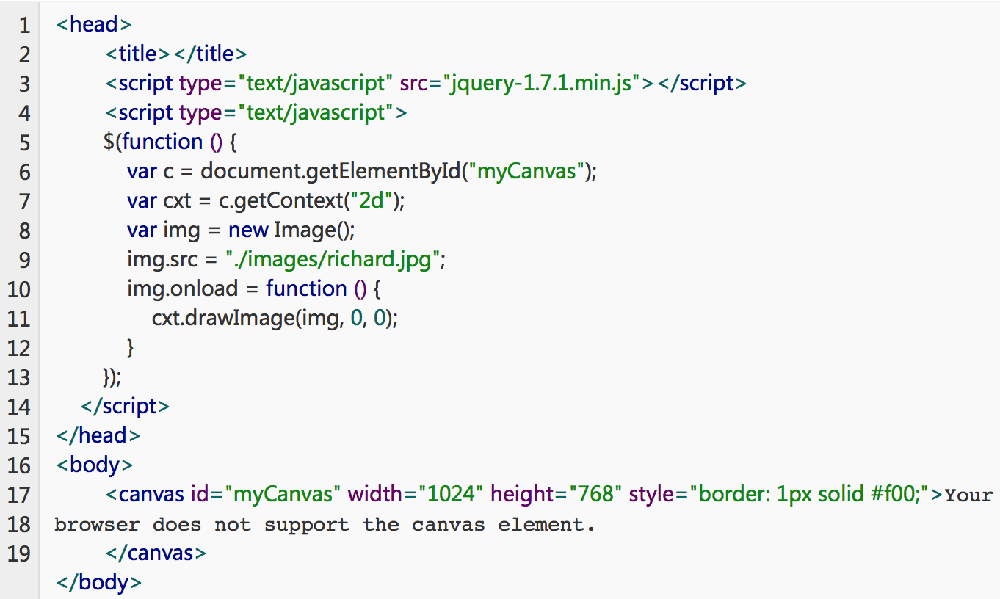 1 <head>
2 <title></title>
3 <script type="text/javascript" src="jquery-1.7.1.min.js"></script>
4 <script type="text/javascript">
5 $(function () {
6 var c = document.getElementById("myCanvas");
7 var cxt = c.getContext("2d");
8 var img = new Image();
9 img.src = "./images/richard.jpg";
10 img.onload = function () {
11 cxt.drawImage(img, 0, 0);
12 }
13 });
14 </script>
15 </head>
16 <body>
17 <canvas id="myCanvas" width="1024" height="768" style="border: 1px solid #f00;">Your
18 browser does not support the canvas element.
19 </canvas>
</body>